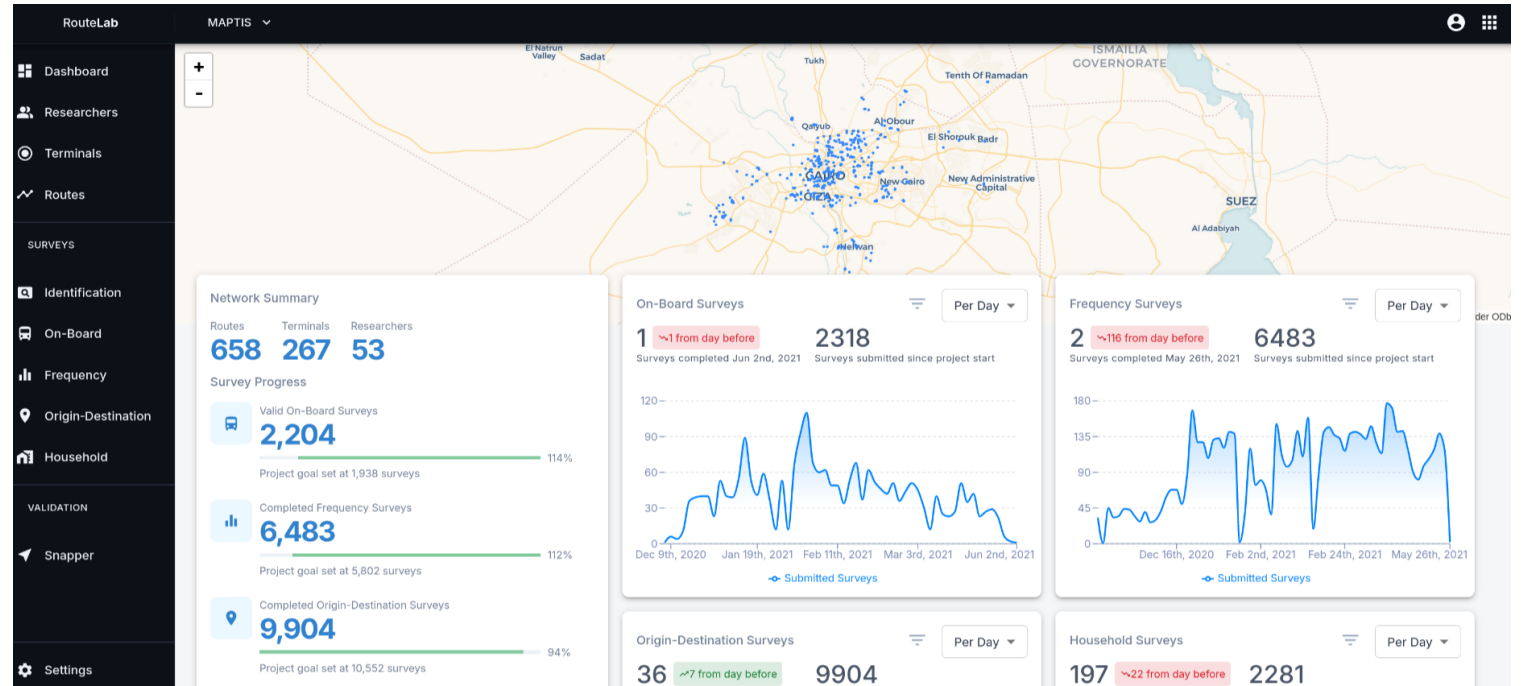 RouteLab
MAPTIS
Dashboard
Researchers
Terminals
Routes
SURVEYS
Identification
On-Board
Frequency
Origin-Destination
Household
VALIDATION
Snapper
Settings
+
-
El Natrun
Valley
Sadat
Tukh
Tenth Of Ramadan
ISMAILIA
GOVERNORATE
Qalyub
Al-Obour
El Shorouk
Badr
CAIRO
GIZA
New Cairo
New Administrative
Capital
SUEZ
Al Adabiyah
Helwan
der ODb
Network Summary
Routes Terminals Researchers
658 267 53
Survey Progress
Valid On-Board Surveys
2,204
114%
Project goal set at 1,938 surveys
Completed Frequency Surveys
6,483
112%
Project goal set at 5,802 surveys
Completed Origin-Destination Surveys
9,904
94%
Project goal set at 10,552 surveys
On-Board Surveys
Per Day
1 1 from day before 2318
Surveys completed Jun 2nd, 2021 Surveys submitted since project start
120
90
60
30
0
Dec 9th, 2020 Jan 19th, 2021 Feb 11th, 2021 Mar 3rd, 2021 Jun 2nd, 2021
Submitted Surveys
Frequency Surveys
Per Day
2 116 from day before 6483
Surveys completed May 26th, 2021 Surveys submitted since project start
180
135
90
45
0
Dec 16th, 2020 Feb 2nd, 2021 Feb 24th, 2021 May 26th, 2021
Submitted Surveys
Origin-Destination Surveys
Per Day
36 7 from day before 9904
Household Surveys
Per Day
197 22 from day before 2281